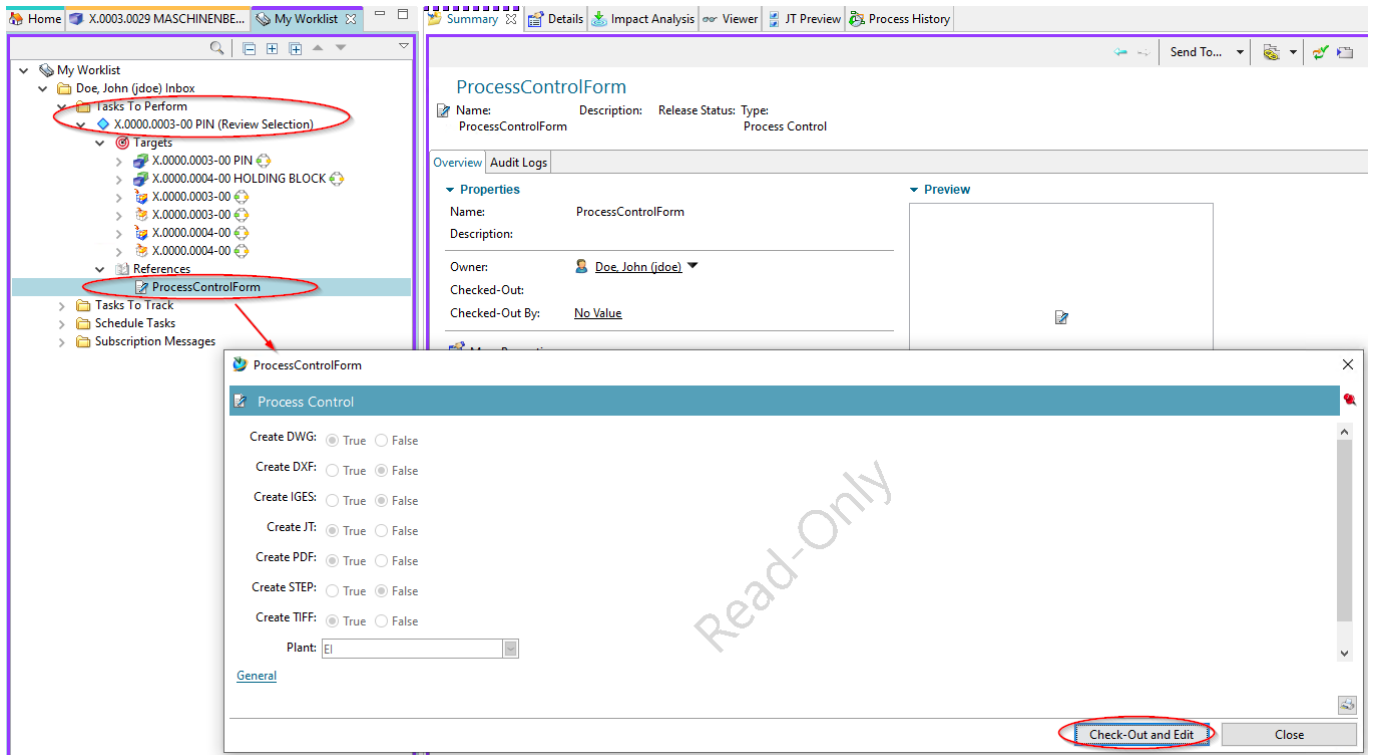 Home
X.0003.0029 MASCHINENBE...
My Worklist
Summary
Details
Impact Analysis
Viewer
JT Preview
Process History
My Worklist
Doe, John (jdoe) Inbox
Tasks To Perform
X.0000.0003-00 PIN (Review Selection)
Targets
X.0000.0003-00 PIN
X.0000.0004-00 HOLDING BLOCK
X.0000.0003-00
X.0000.0003-00
X.0000.0004-00
X.0000.0004-00
References
ProcessControlForm
Tasks To Track
Schedule Tasks
Subscription Messages
Send To...
ProcessControlForm
Name: Description: Release Status: Type:
ProcessControlForm Process Control
Overview Audit Logs
Properties
Name: ProcessControlForm
Description:
Owner: Doe, John (jdoe)
Checked-Out:
Checked-Out By: No Value
Preview
ProcessControlForm
Process Control
Create DWG: True False
Create DXF: True False
Create IGES: True False
Create JT: True False
Create PDF: True False
Create STEP: True False
Create TIFF: True False
Plant: EI
General
Read-Only
Check-Out and Edit Close